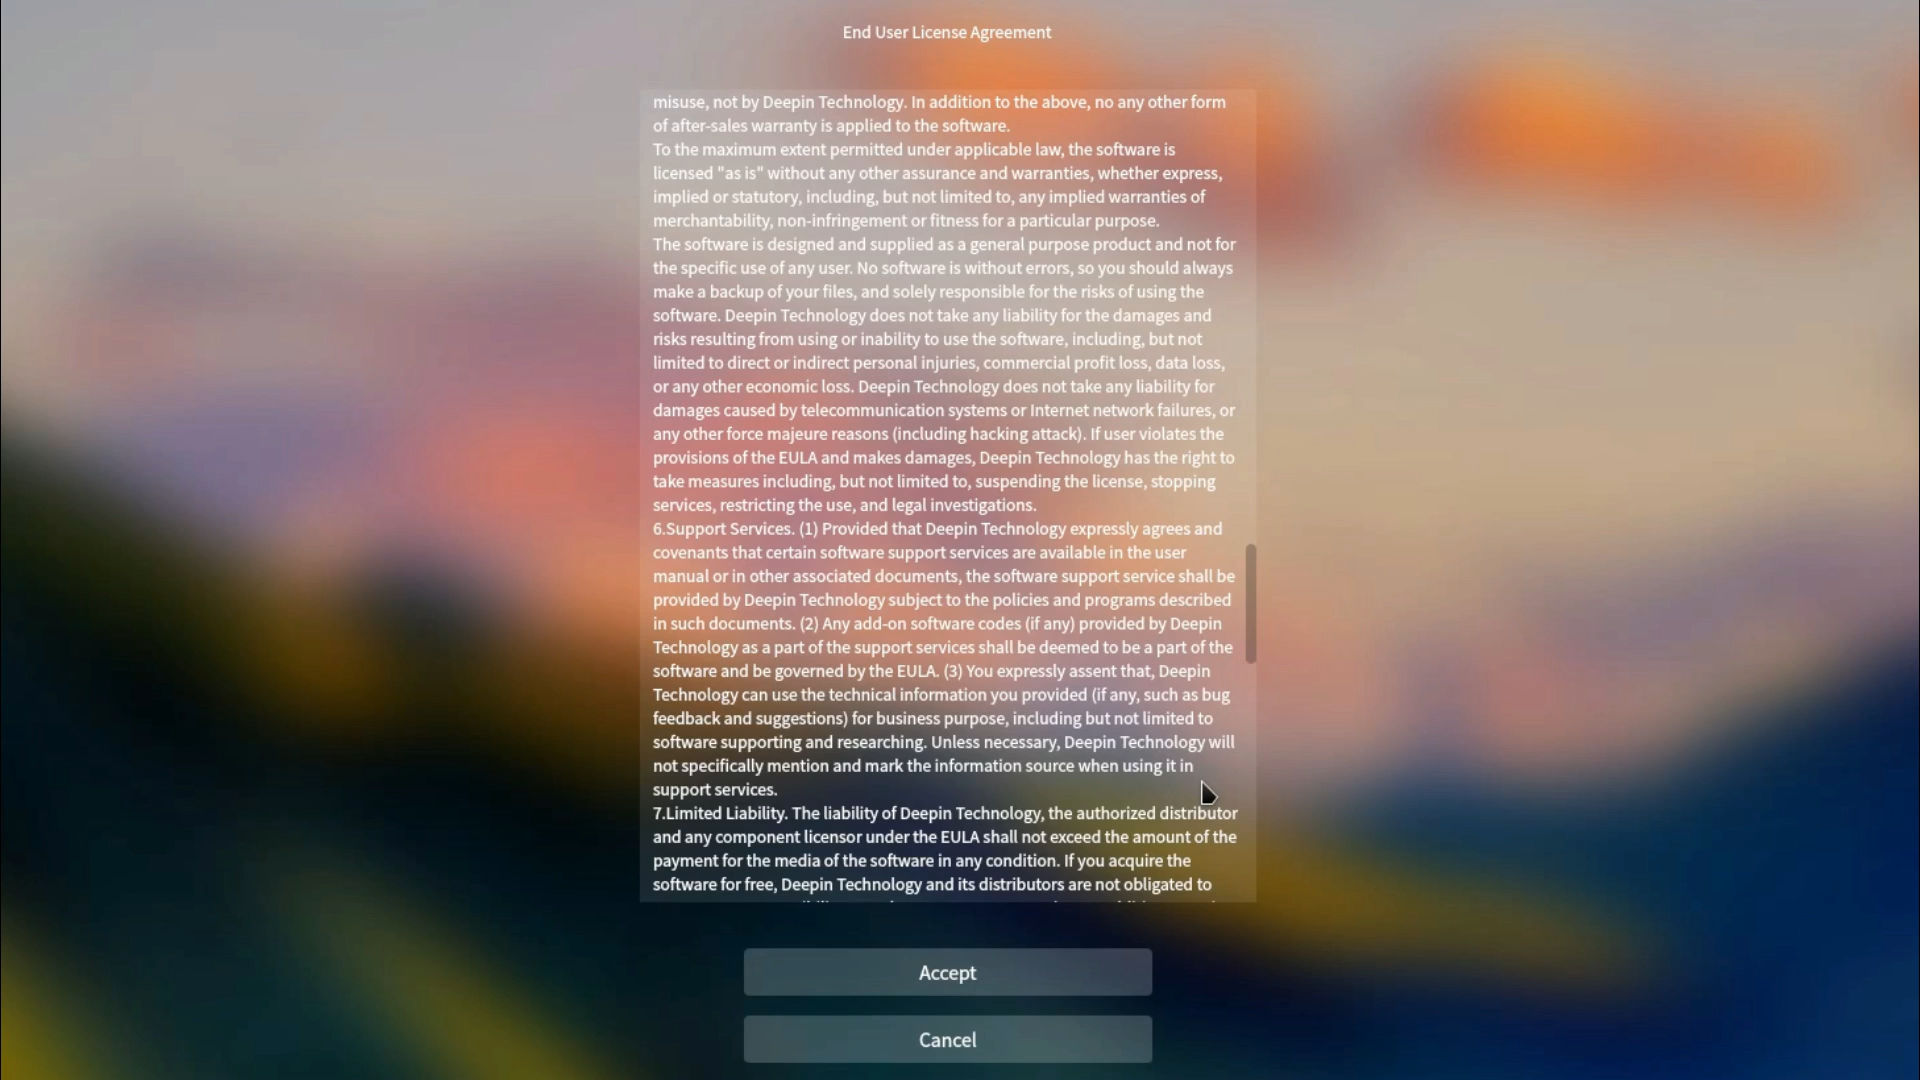 End User License Agreement
misuse, not by Deepin Technology. In addition to the above, no any other form
of after-sales warranty is applied to the software.
To the maximum extent permitted under applicable law, the software is
licensed "as is" without any other assurance and warranties, whether express,
implied or statutory, including, but not limited to, any implied warranties of
merchantability, non-infringement or fitness for a particular purpose.
The software is designed and supplied as a general purpose product and not for
the specific use of any user. No software is without errors, so you should always
make a backup of your files, and solely responsible for the risks of using the
software. Deepin Technology does not take any liability for the damages and
risks resulting from using or inability to use the software, including, but not
limited to direct or indirect personal injuries, commercial profit loss, data loss,
or any other economic loss. Deepin Technology does not take any liability for
damages caused by telecommunication systems or Internet network failures, or
any other force majeure reasons (including hacking attack). If user violates the
provisions of the EULA and makes damages, Deepin Technology has the right to
take measures including, but not limited to, suspending the license, stopping
services, restricting the use, and legal investigations.
6.Support Services. (1) Provided that Deepin Technology expressly agrees and
covenants that certain software support services are available in the user
manual or in other associated documents, the software support service shall be
provided by Deepin Technology subject to the policies and programs described
in such documents. (2) Any add-on software codes (if any) provided by Deepin
Technology as a part of the support services shall be deemed to be a part of the
software and be governed by the EULA. (3) You expressly assent that, Deepin
Technology can use the technical information you provided (if any, such as bug
feedback and suggestions) for business purpose, including but not limited to
software supporting and researching. Unless necessary, Deepin Technology will
not specifically mention and mark the information source when using it in
support services.
7.Limited Liability. The liability of Deepin Technology, the authorized distributor
and any component licensor under the EULA shall not exceed the amount of the
payment for the media of the software in any condition. If you acquire the
software for free, Deepin Technology and its distributors are not obligated to
Accept
Cancel